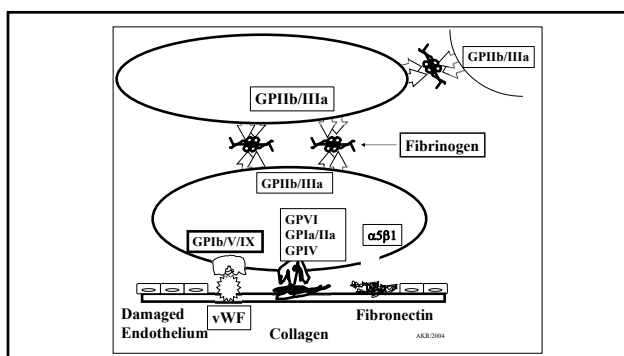 GPIIb/IIIa
GPIIb/IIIa
Fibrinogen
GPIIb/IIIa
GPVI
GPIa/IIa
GPIV
α5β1
GPIb/V/IX
Damaged
Endothelium
vWF
Collagen
Fibronectin
AKR/2004